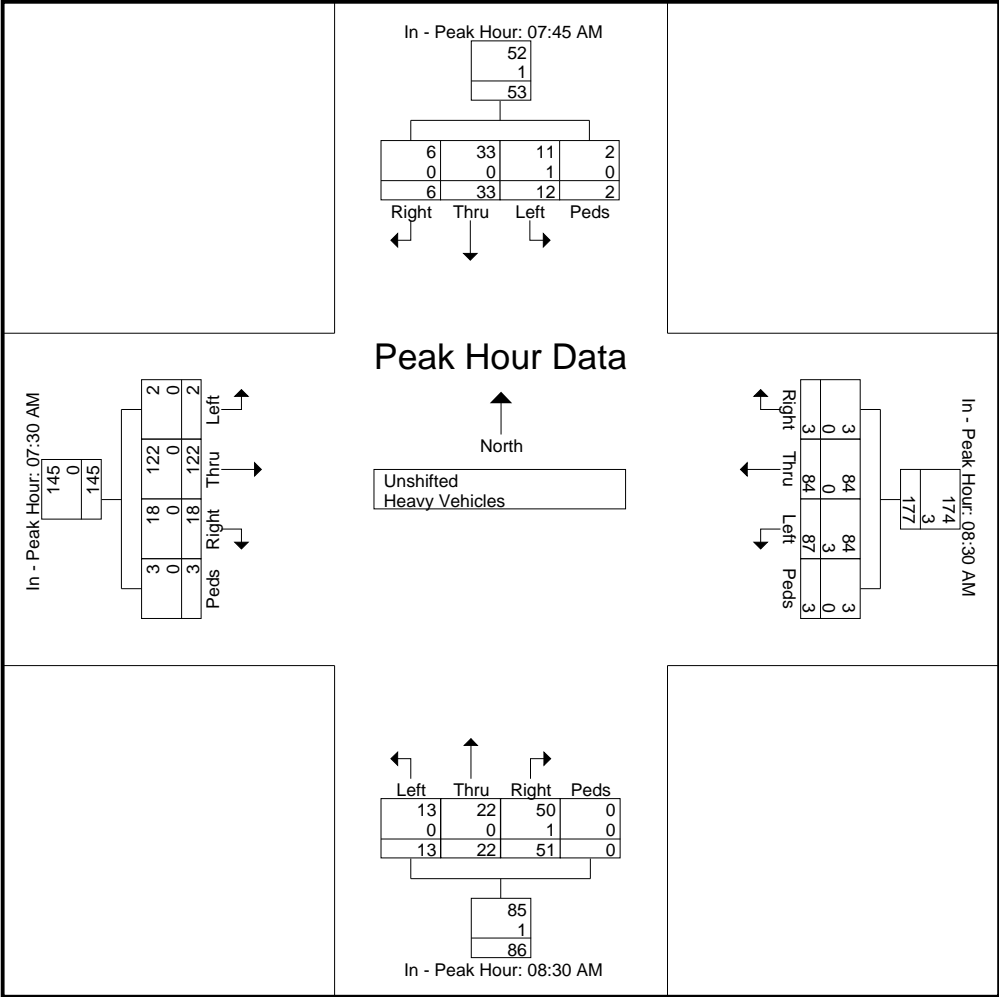 In - Peak Hour: 07:45 AM
52
1
53
6 33 11 2
0 0 1 0
6 33 12 2
Right Thru Left Peds
Peak Hour Data
North
Unshifted
Heavy Vehicles
In - Peak Hour: 07:30 AM
145
0
145
2 0 2 Left
122 0 122 Thru
18 0 18 Right
3 0 3 Peds
Right 3 0 3
Thru 84 0 84
Left 87 3 84
Peds 3 0 3
174
3
177
In - Peak Hour: 08:30 AM
Left Thru Right Peds
13 22 50 0
0 0 1 0
13 22 51 0
85
1
86
In - Peak Hour: 08:30 AM